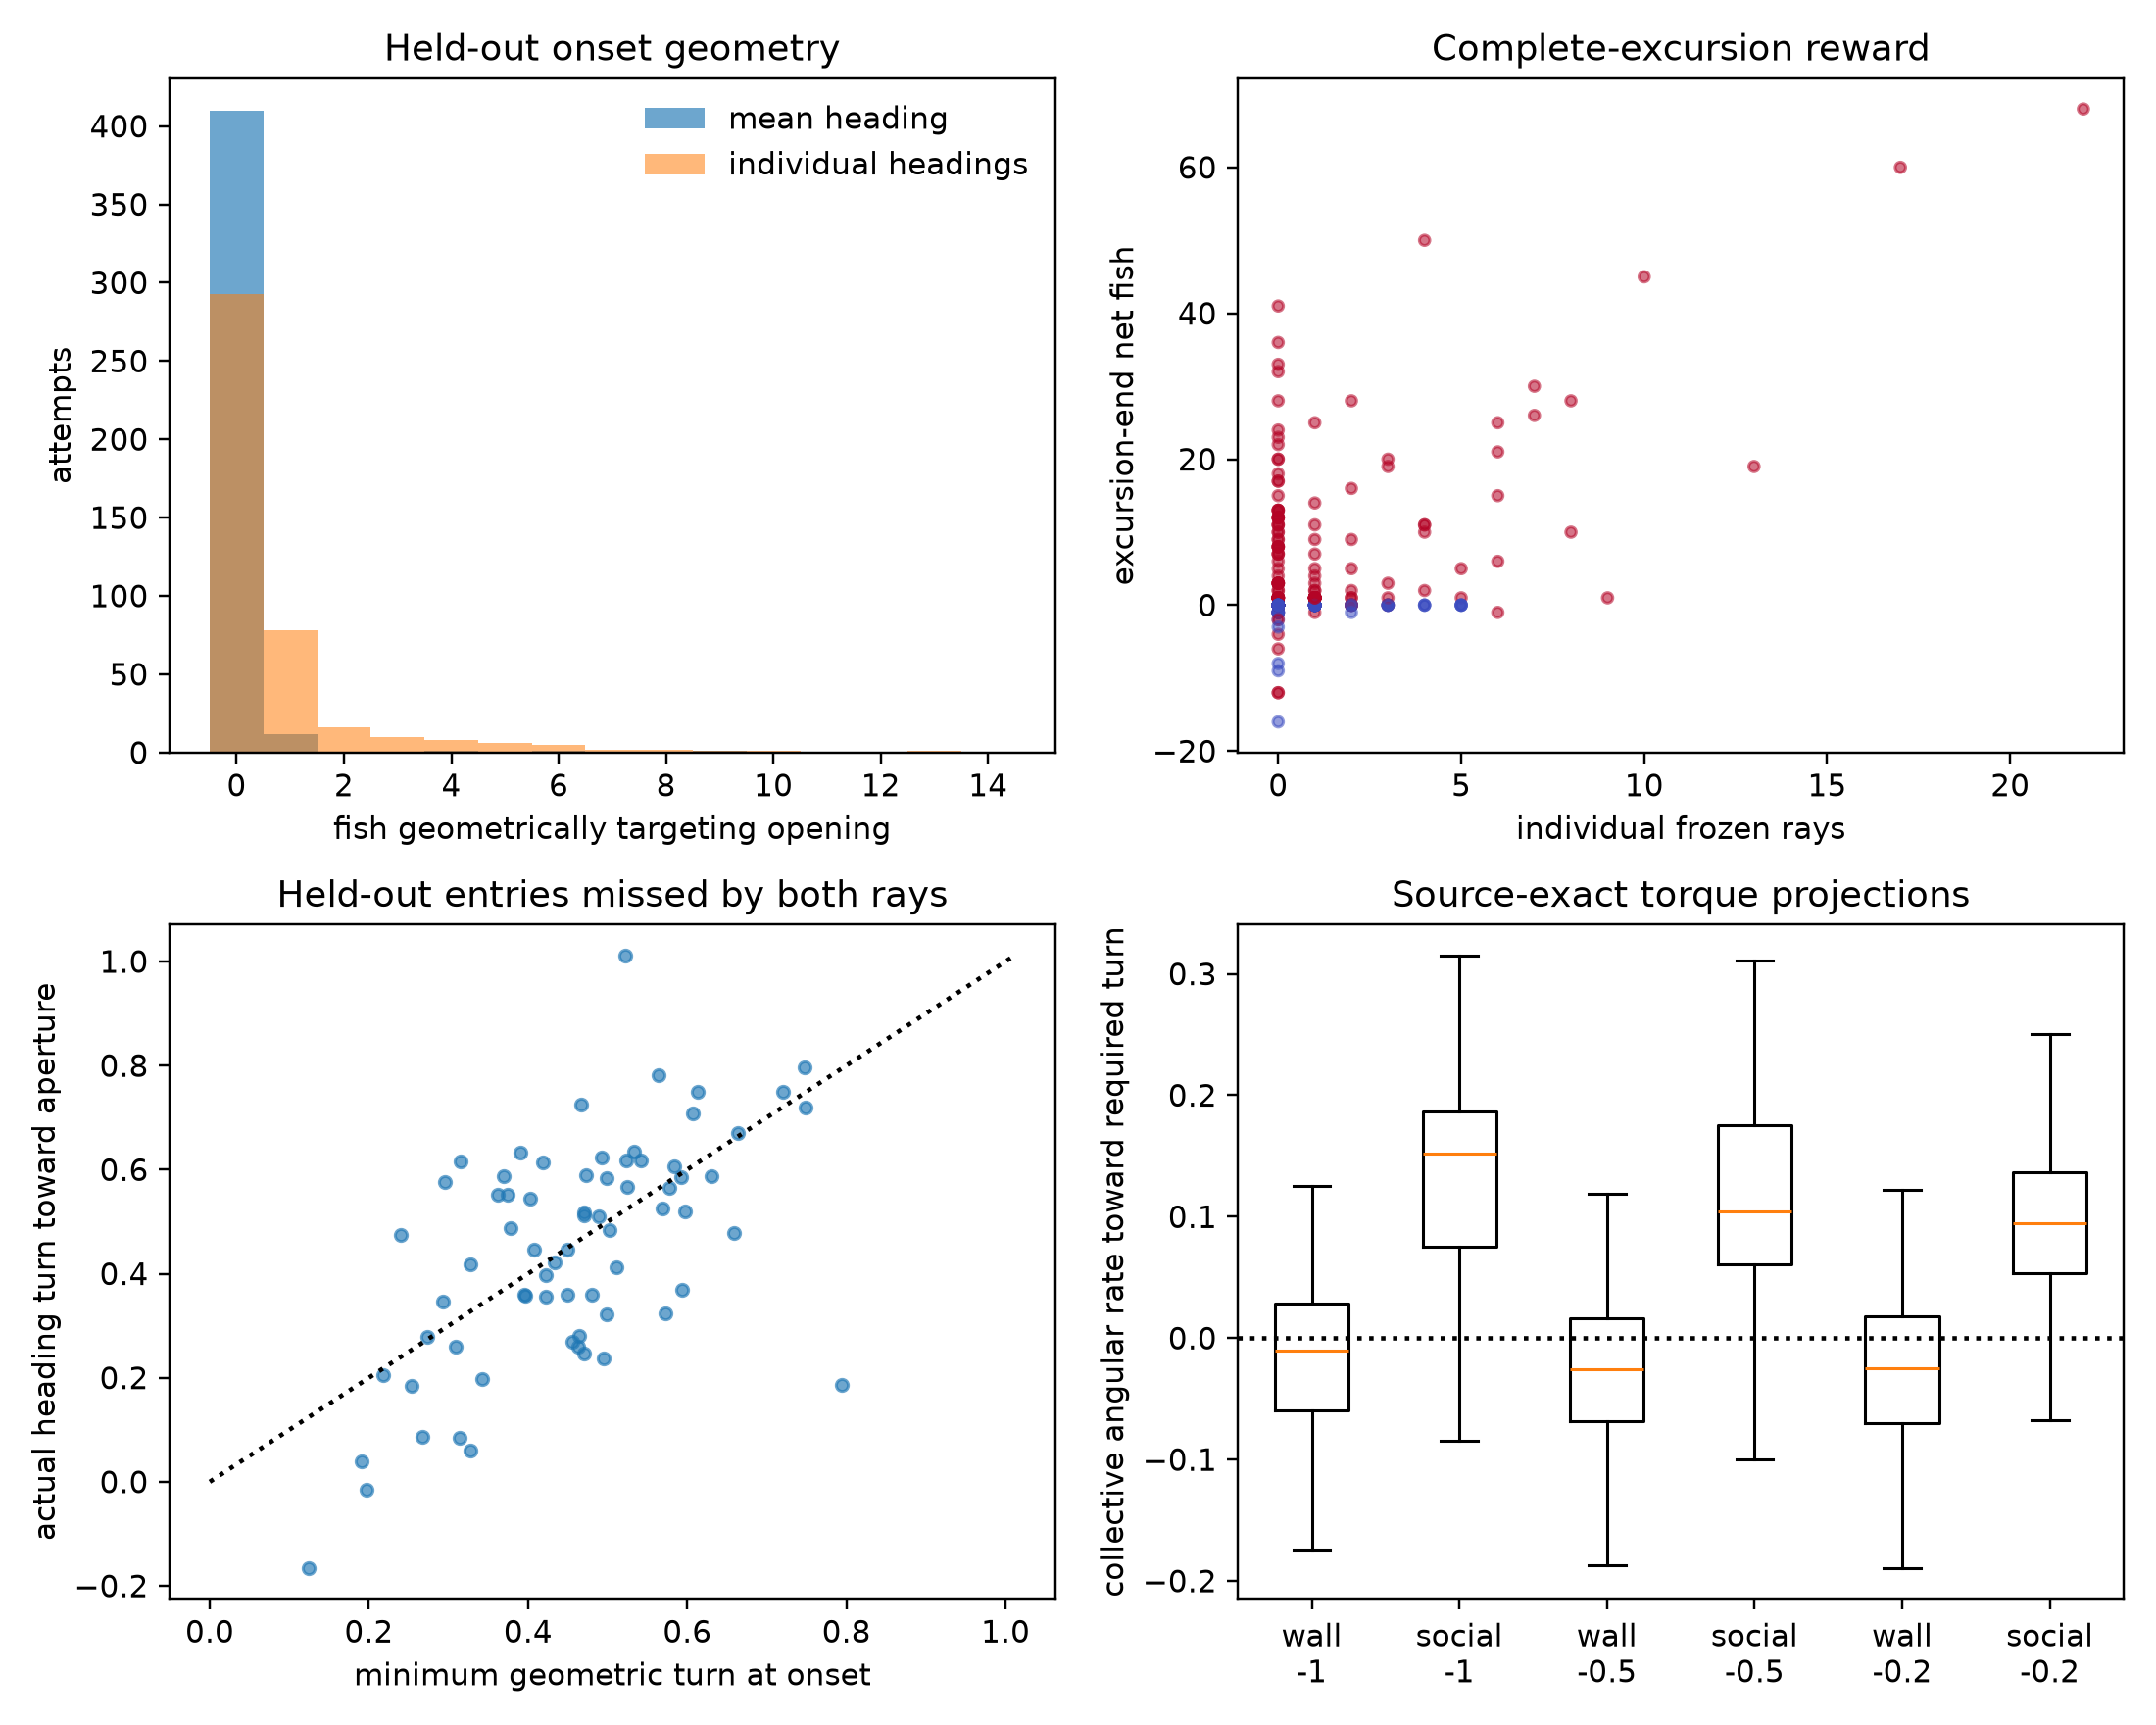 Held-out onset geometry
mean heading
individual headings
attempts
400
350
300
250
200
150
100
50
0
0 2 4 6 8 10 12 14
fish geometrically targeting opening
Complete-excursion reward
excursion-end net fish
60
40
20
0
−20
0 5 10 15 20
individual frozen rays
Held-out entries missed by both rays
actual heading turn toward aperture
1.0
0.8
0.6
0.4
0.2
0.0
−0.2
0.0 0.2 0.4 0.6 0.8 1.0
minimum geometric turn at onset
Source-exact torque projections
collective angular rate toward required turn
0.3
0.2
0.1
0.0
−0.1
−0.2
wall social wall social wall social
-1 -1 -0.5 -0.5 -0.2 -0.2